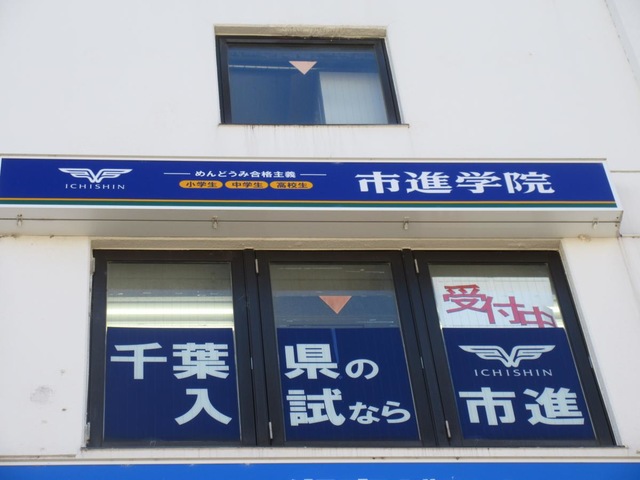 ICHISHIN
めんどうみ合格主義
小学生 中学生 高校生
市進学院
受付中
千葉県の
入試なら
ICHISHIN
市進